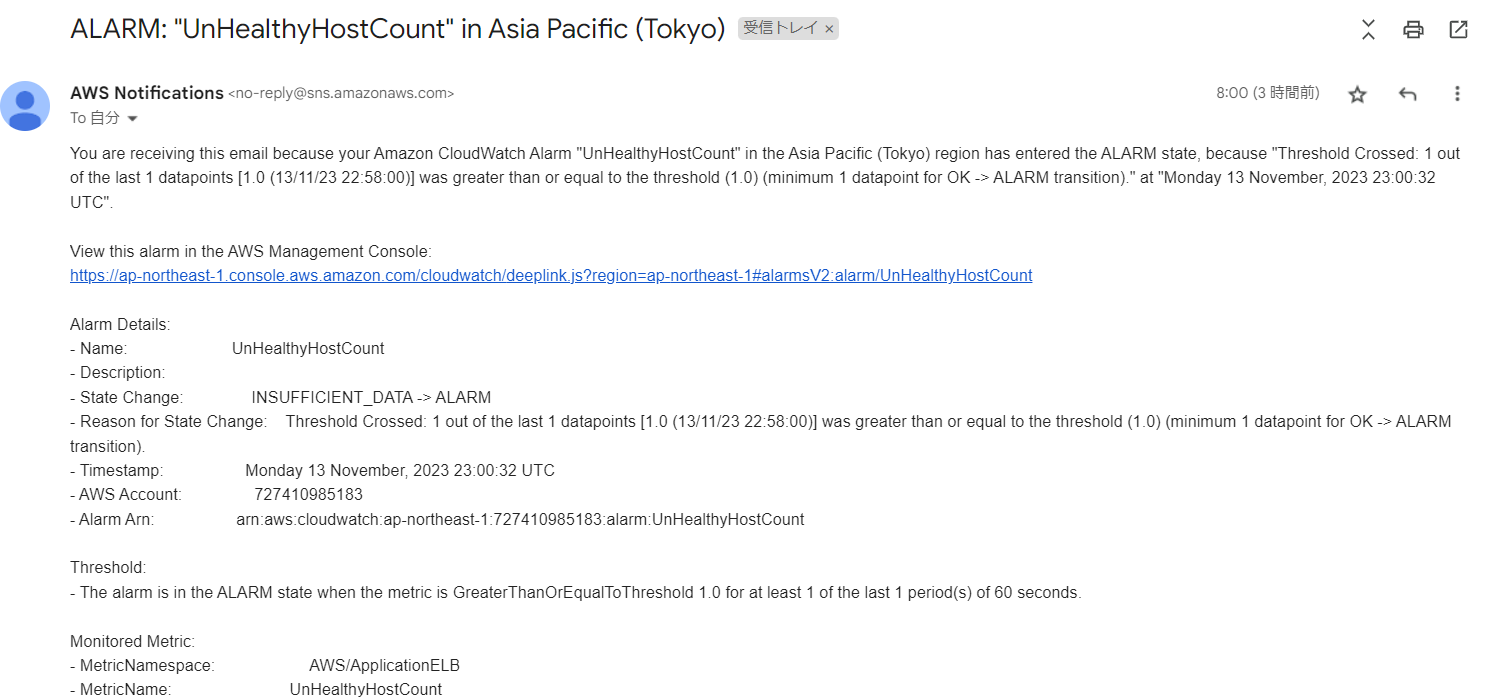 ALARM: "UnHealthyHostCount" in Asia Pacific (Tokyo) 受信トレイ ×
AWS Notifications <no-reply@sns.amazonaws.com> 8:00 (3 時間前)
To 自分
You are receiving this email because your Amazon CloudWatch Alarm "UnHealthyHostCount" in the Asia Pacific (Tokyo) region has entered the ALARM state, because "Threshold Crossed: 1 out
of the last 1 datapoints [1.0 (13/11/23 22:58:00)] was greater than or equal to the threshold (1.0) (minimum 1 datapoint for OK -> ALARM transition)." at "Monday 13 November, 2023 23:00:32
UTC".
View this alarm in the AWS Management Console:
https://ap-northeast-1.console.aws.amazon.com/cloudwatch/deeplink.js?region=ap-northeast-1#alarmsV2:alarm/UnHealthyHostCount
Alarm Details:
- Name: UnHealthyHostCount
- Description:
- State Change: INSUFFICIENT_DATA -> ALARM
- Reason for State Change: Threshold Crossed: 1 out of the last 1 datapoints [1.0 (13/11/23 22:58:00)] was greater than or equal to the threshold (1.0) (minimum 1 datapoint for OK -> ALARM
transition).
- Timestamp: Monday 13 November, 2023 23:00:32 UTC
- AWS Account: 727410985183
- Alarm Arn: arn:aws:cloudwatch:ap-northeast-1:727410985183:alarm:UnHealthyHostCount
Threshold:
- The alarm is in the ALARM state when the metric is GreaterThanOrEqualToThreshold 1.0 for at least 1 of the last 1 period(s) of 60 seconds.
Monitored Metric:
- MetricNamespace: AWS/ApplicationELB
- MetricName: UnHealthyHostCount